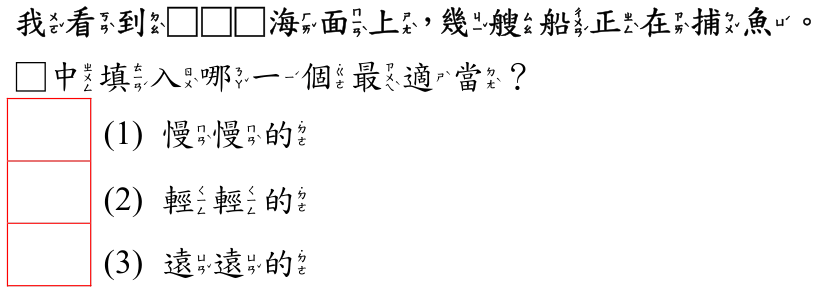 我看到□□□海面上，幾艘船正在捕魚。
□中填入哪一個最適當？
(1) 慢慢的
(2) 輕輕的
(3) 遠遠的